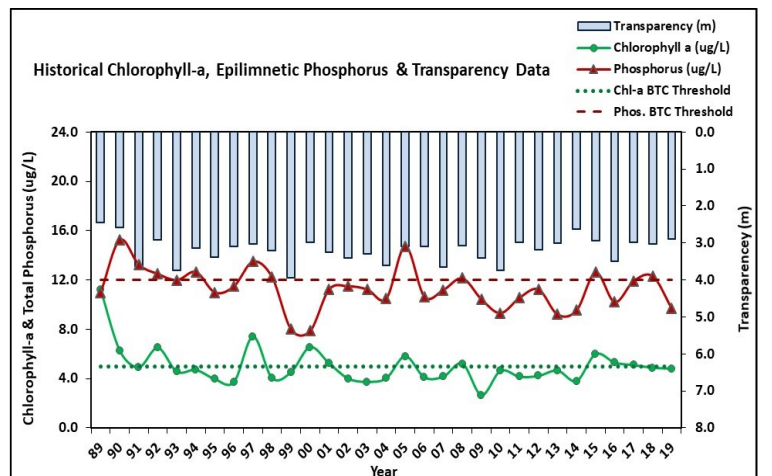 Transparency (m)
Chlorophyll a (ug/L)
Phosphorus (ug/L)
Chl-a BTC Threshold
Phos. BTC Threshold
Historical Chlorophyll-a, Epilimnetic Phosphorus & Transparency Data
Chlorophyll-a & Total Phosphorus (ug/L)
24.0
20.0
16.0
12.0
8.0
4.0
0.0
0.0
1.0
2.0
3.0
4.0
5.0
6.0
7.0
8.0
Transparencey (m)
89 90 91 92 93 94 95 96 97 98 99 00 01 02 03 04 05 06 07 08 09 10 11 12 13 14 15 16 17 18 19
Year